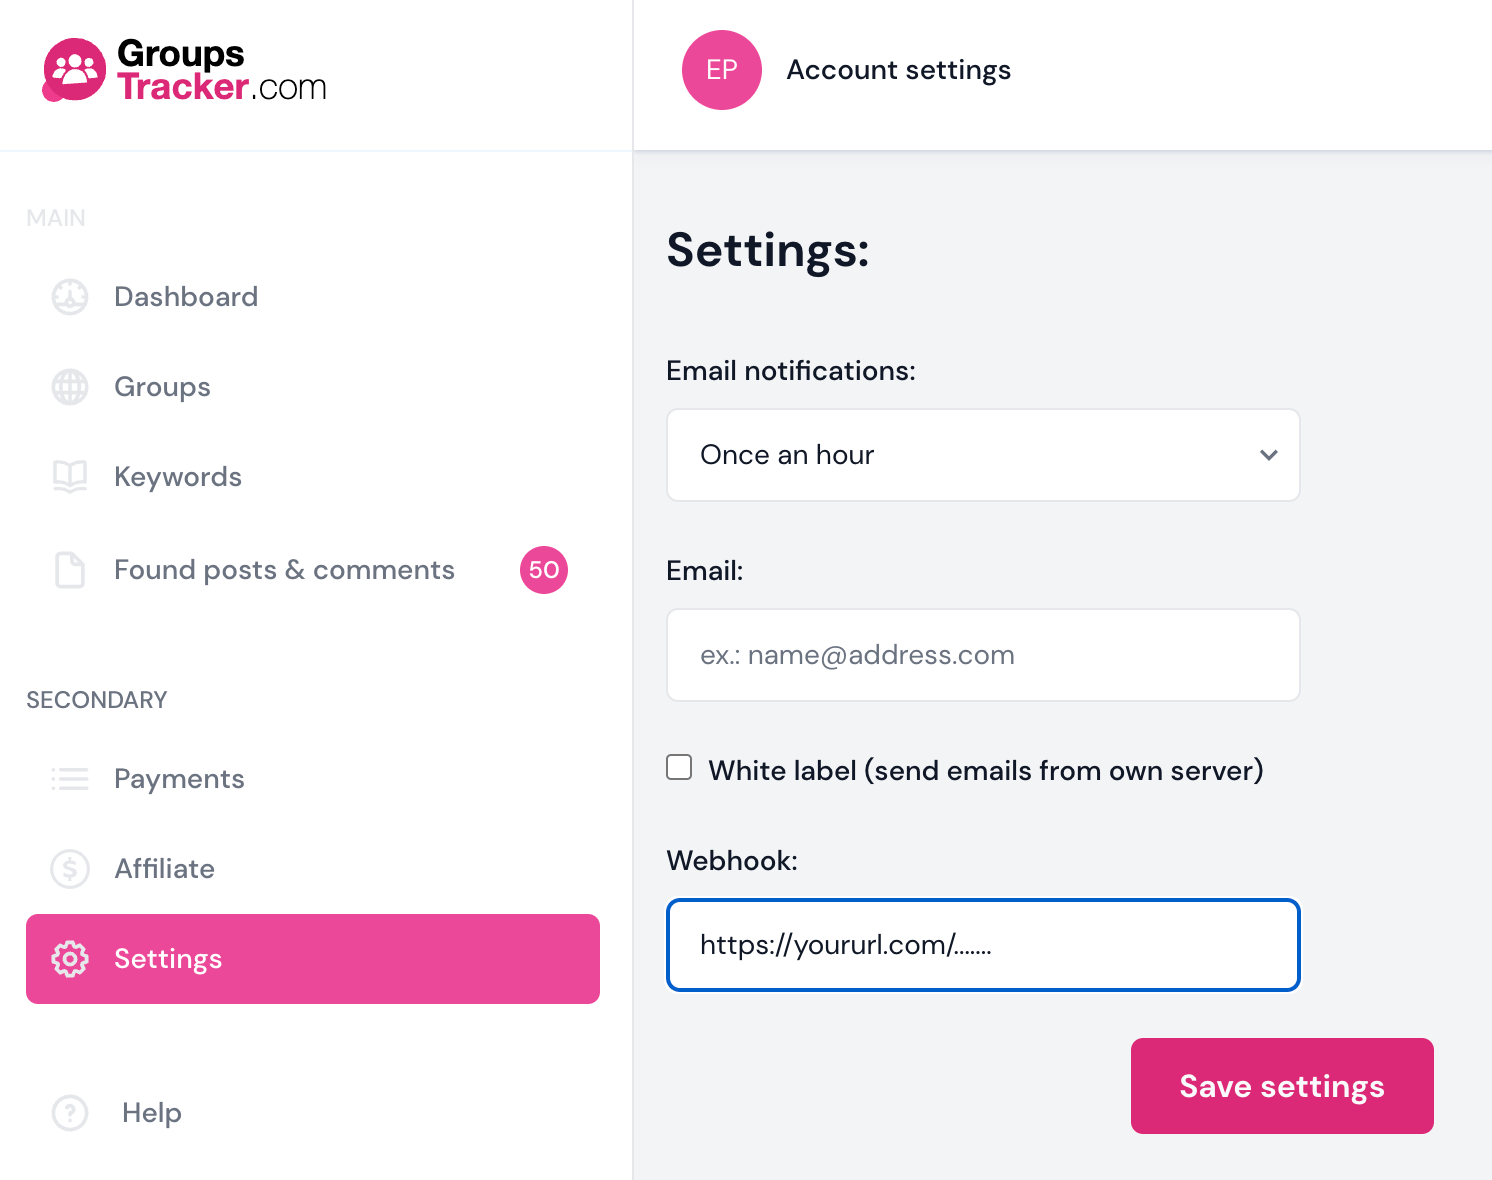 Groups
Tracker.com
MAIN
Dashboard
Groups
Keywords
Found posts & comments 50
SECONDARY
Payments
$ Affiliate
Settings
? Help
EP Account settings
Settings:
Email notifications:
Once an hour
Email:
ex.: name@address.com
White label (send emails from own server)
Webhook:
https://yoururl.com/.......
Save settings